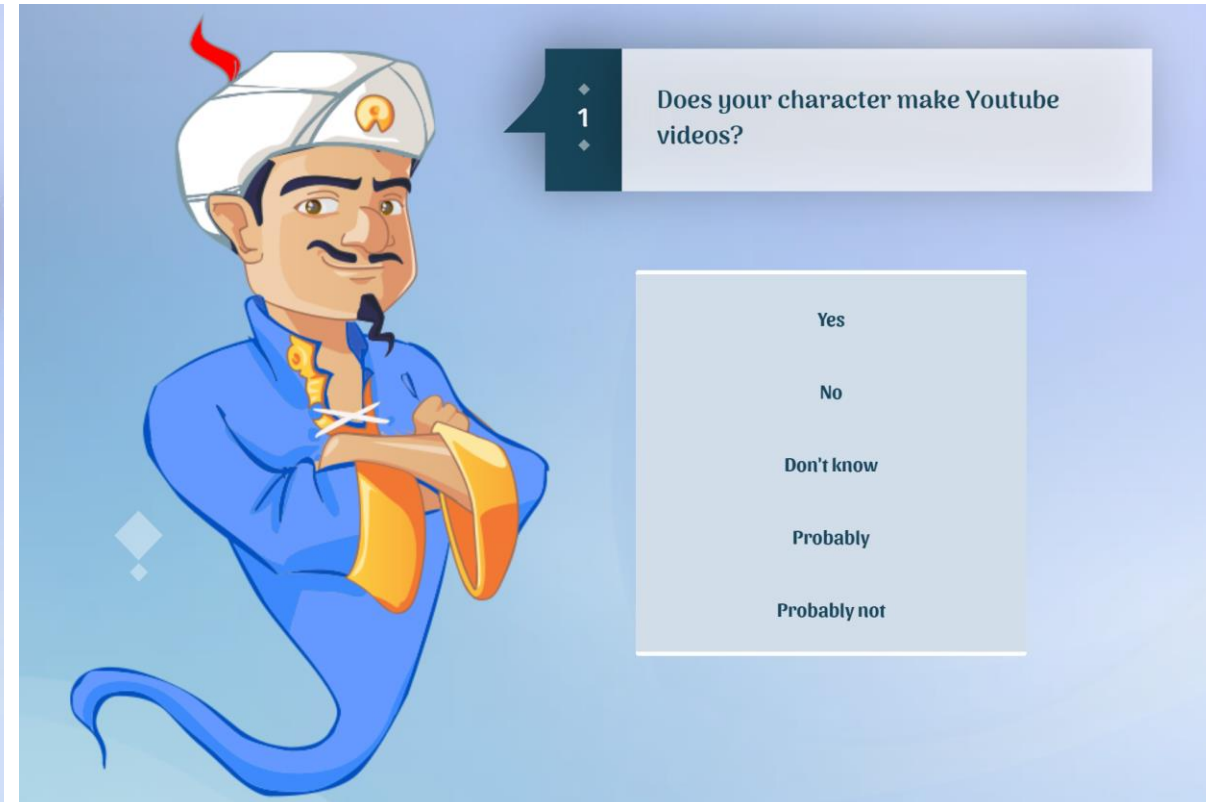 1
Does your character make Youtube
videos?
Yes
No
Don't know
Probably
Probably not